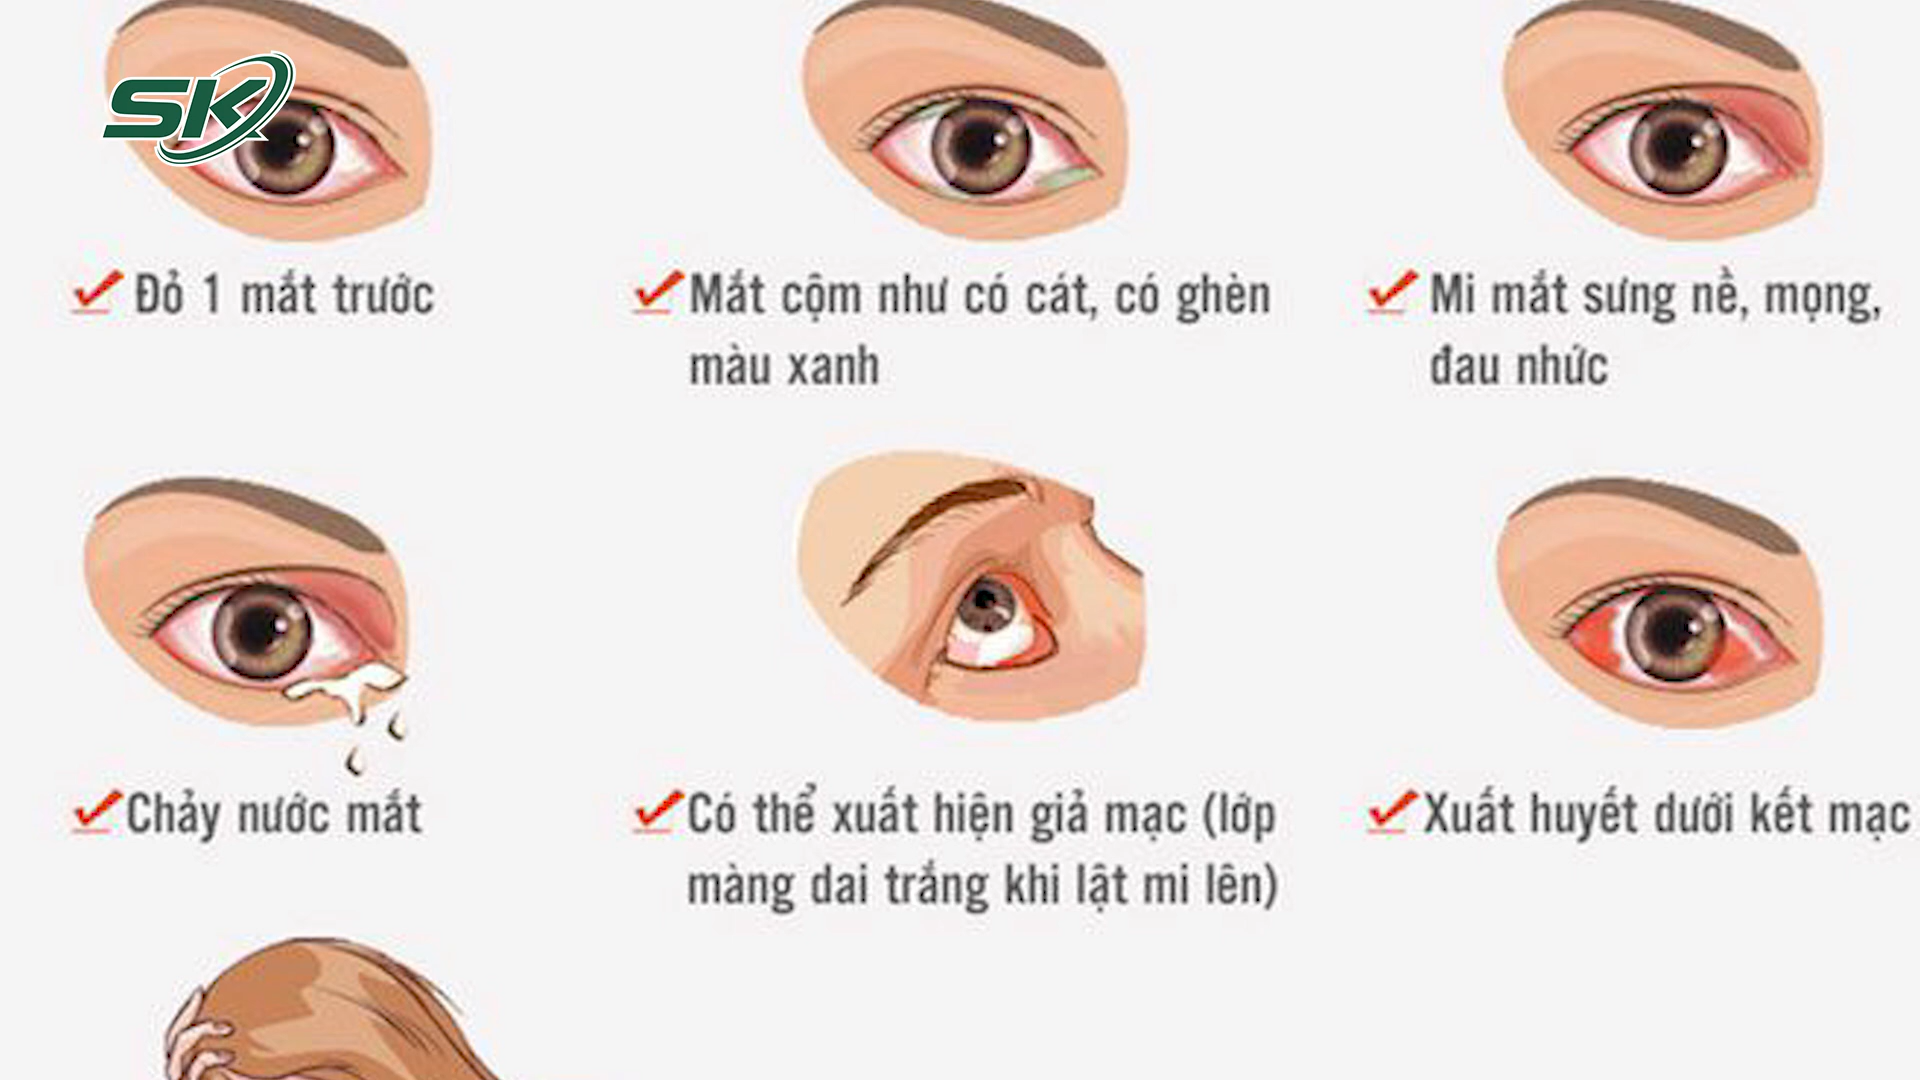 SK
Đỏ 1 mắt trước
Mắt cộm như có cát, có ghèn
màu xanh
Mi mắt sưng nề, mọng,
đau nhức
Chảy nước mắt
Có thể xuất hiện giả mạc (lớp
màng dai trắng khi lật mi lên)
Xuất huyết dưới kết mạc